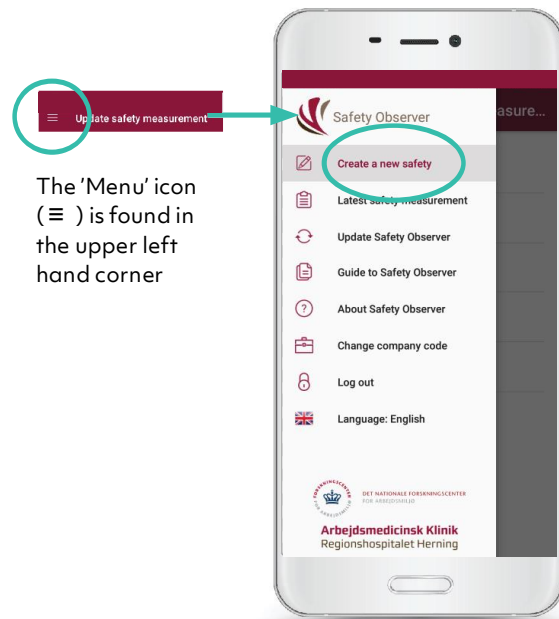 ≡ Update safety measurement
The 'Menu' icon
(≡ ) is found in
the upper left
hand corner
Safety Observer
asure...
Create a new safety
Latest safety measurement
Update Safety Observer
Guide to Safety Observer
About Safety Observer
Change company code
Log out
Language: English
DET NATIONALE FORSKNINGSCENTER
FOR ARBEJDSMILJØ
Arbejdsmedicinsk Klinik
Regionshospitalet Herning